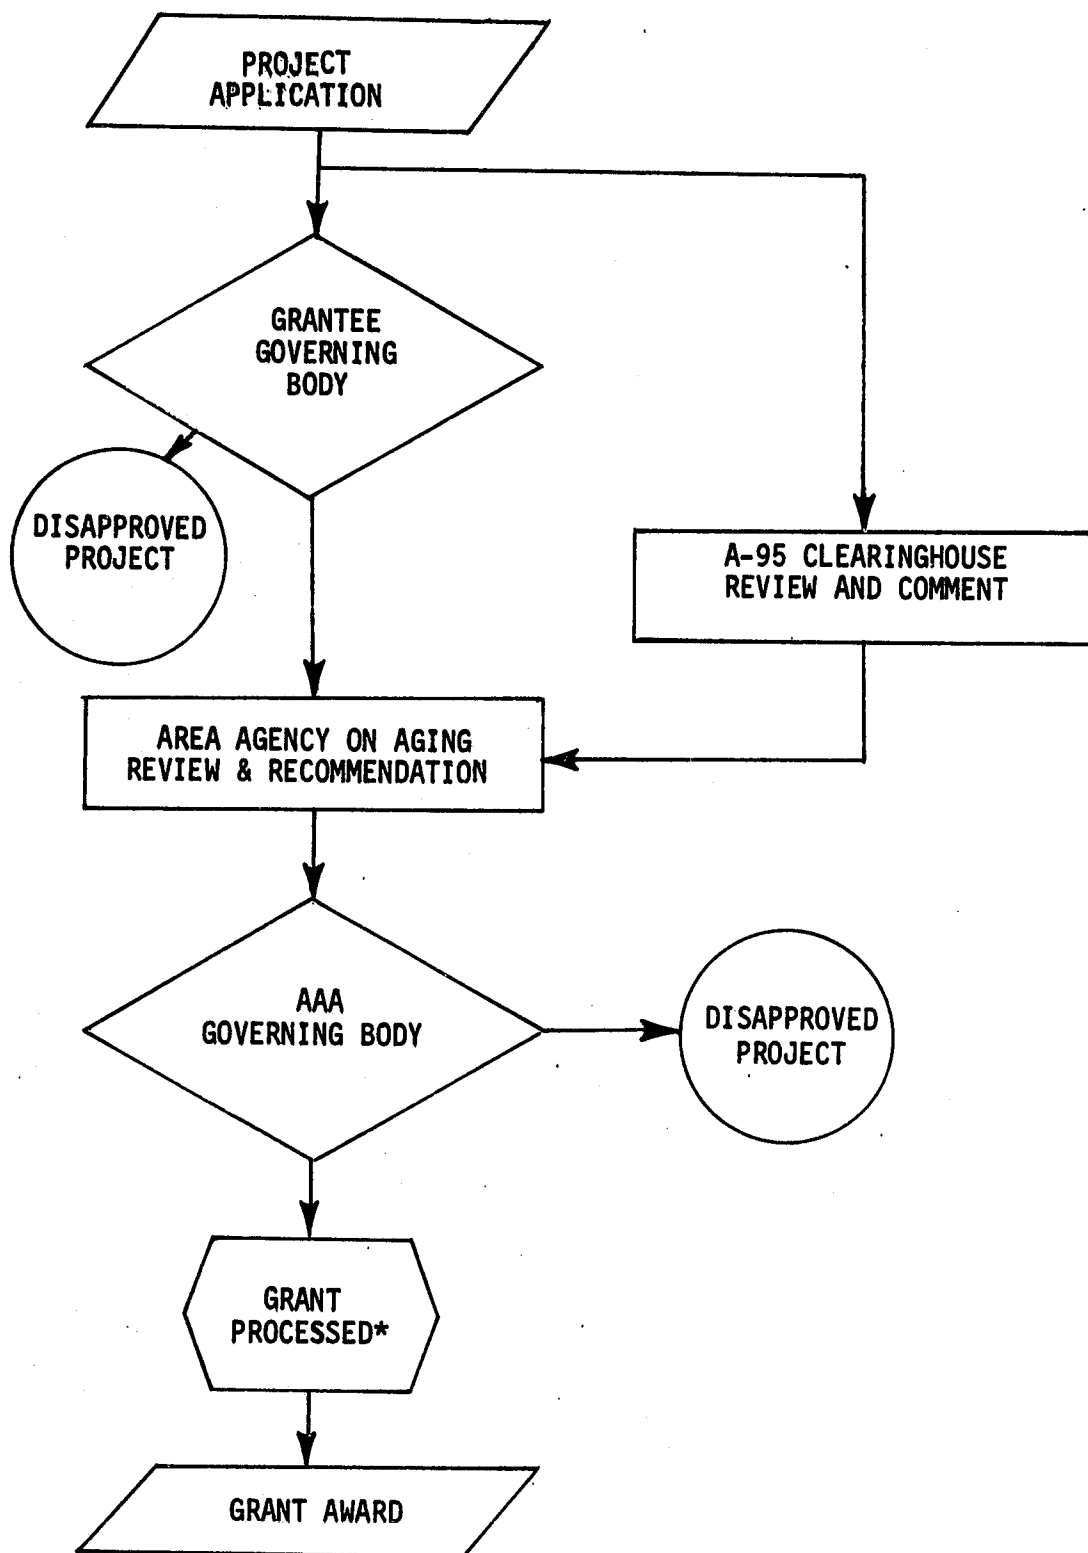 PROJECT
APPLICATION
GRANTEE
GOVERNING
BODY
DISAPPROVED
PROJECT
A-95 CLEARINGHOUSE
REVIEW AND COMMENT
AREA AGENCY ON AGING
REVIEW & RECOMMENDATION
AAA
GOVERNING BODY
DISAPPROVED
PROJECT
GRANT
PROCESSED*
GRANT AWARD